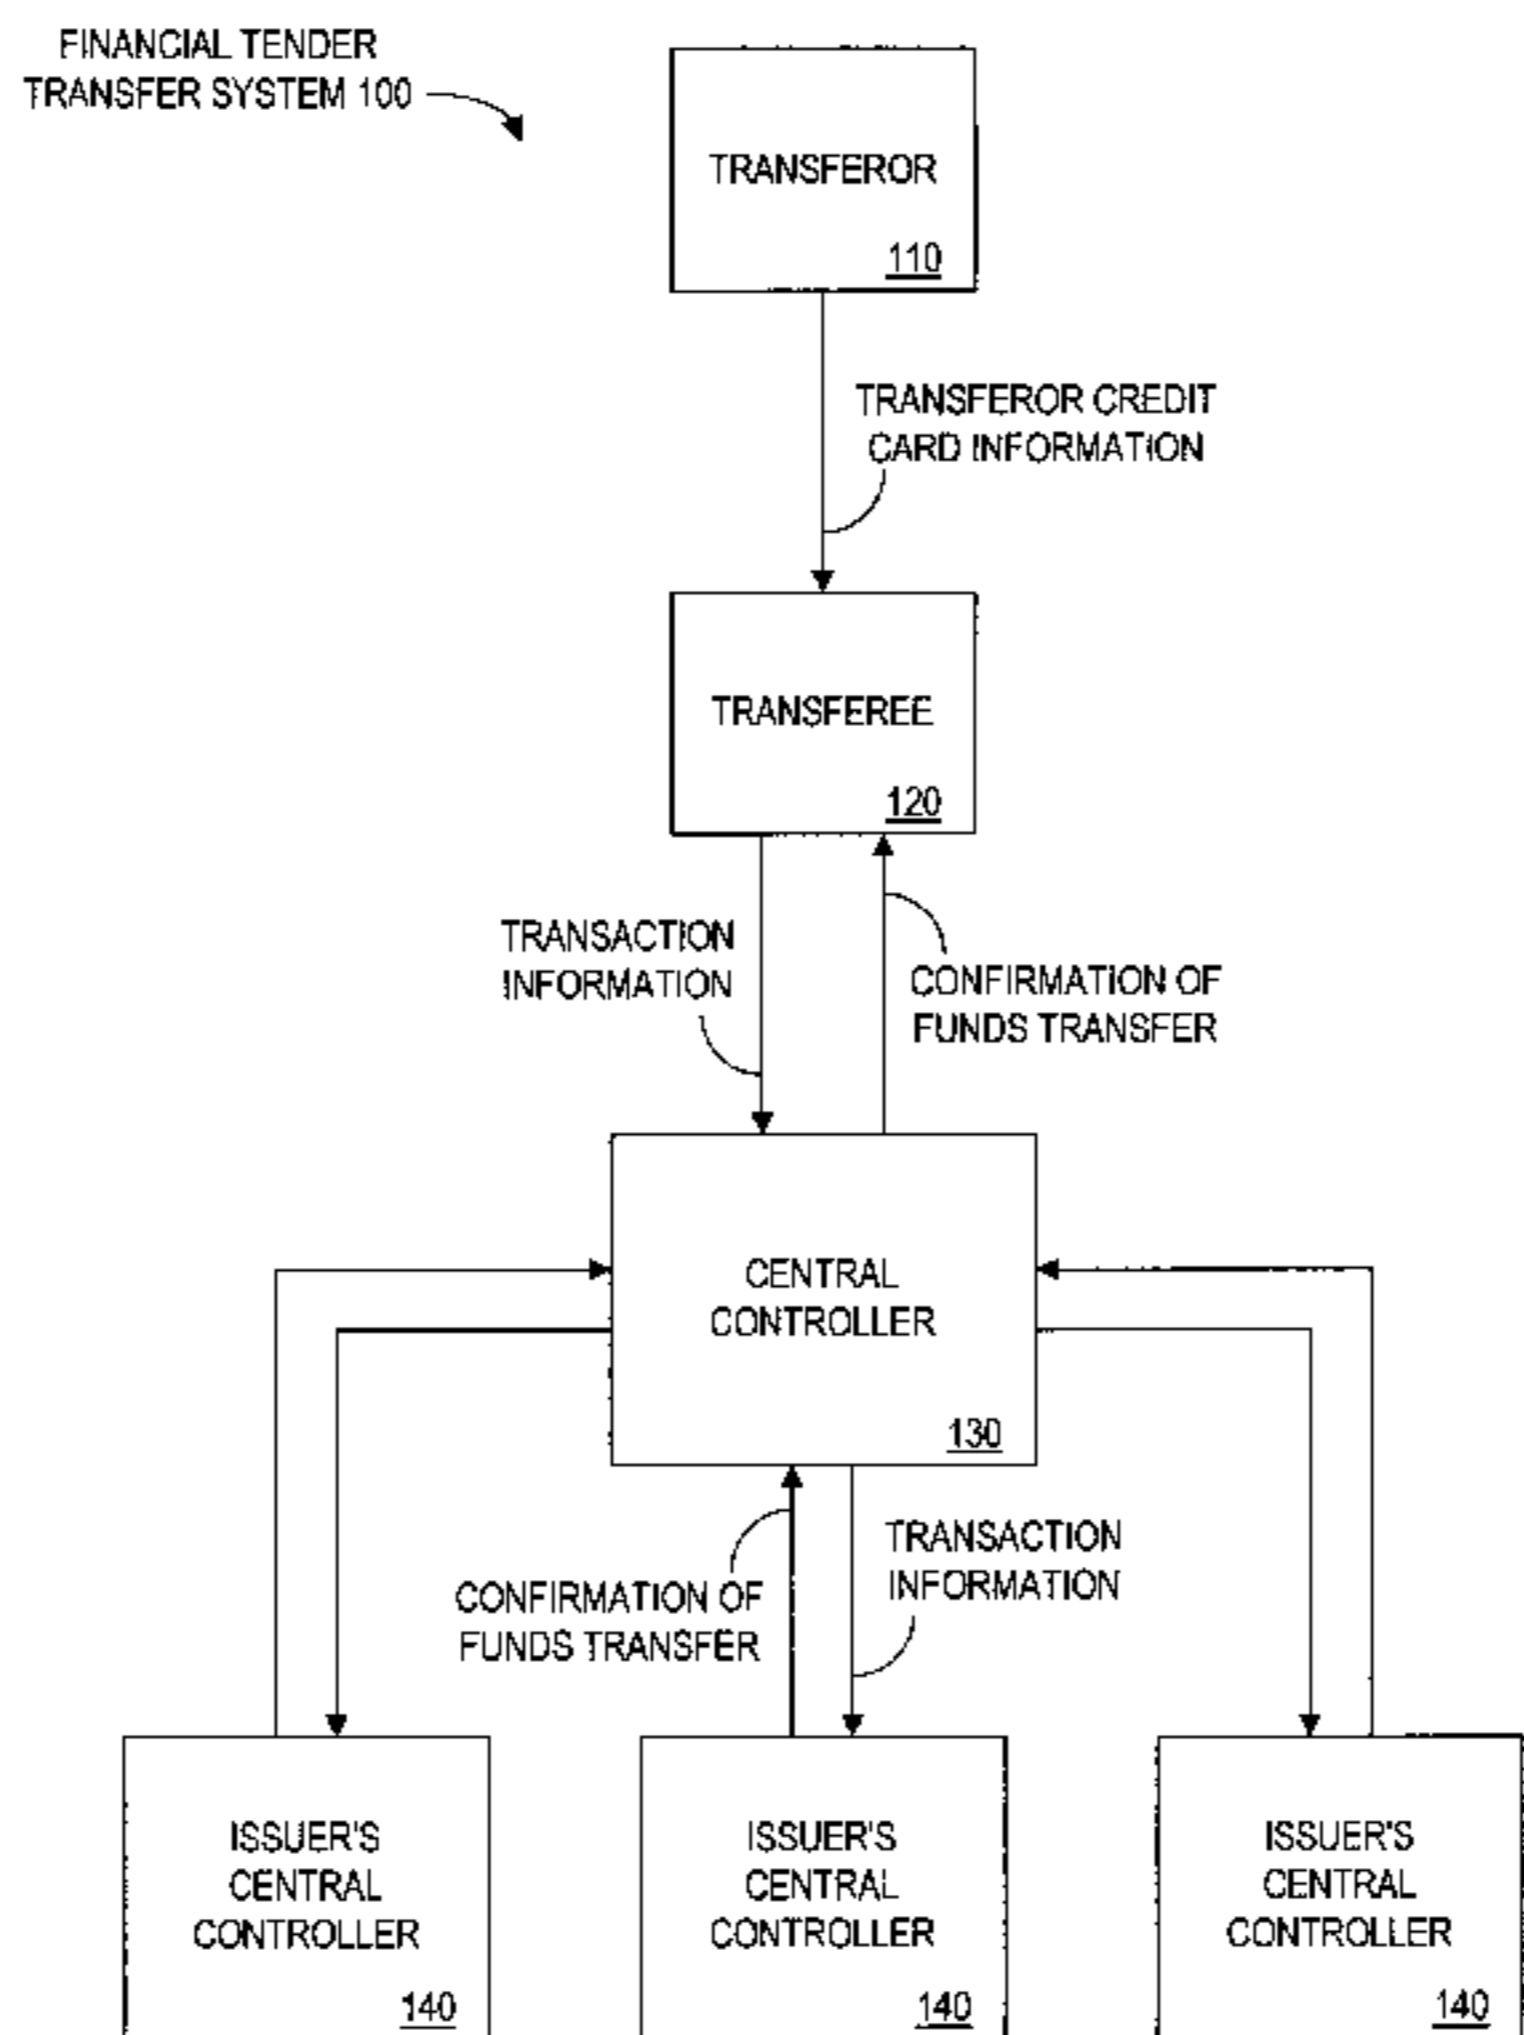 FINANCIAL TENDER
TRANSFER SYSTEM 100
TRANSFEROR
110
TRANSFEROR CREDIT
CARD INFORMATION
TRANSFEREE
120
TRANSACTION
INFORMATION
CONFIRMATION OF
FUNDS TRANSFER
CENTRAL
CONTROLLER
130
TRANSACTION
INFORMATION
CONFIRMATION OF
FUNDS TRANSFER
ISSUER'S
CENTRAL
CONTROLLER
140
ISSUER'S
CENTRAL
CONTROLLER
140
ISSUER'S
CENTRAL
CONTROLLER
140